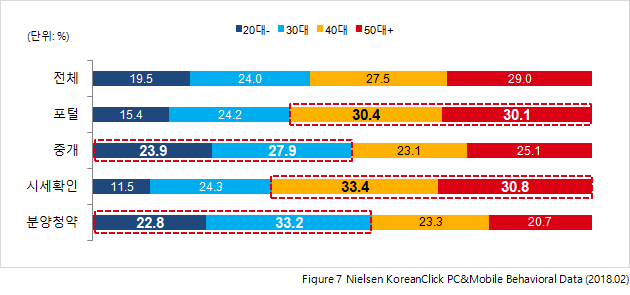 (단위: %)
20대- 30대 40대 50대+
전체 19.5 24.0 27.5 29.0
포털 15.4 24.2 30.4 30.1
중개 23.9 27.9 23.1 25.1
시세확인 11.5 24.3 33.4 30.8
분양청약 22.8 33.2 23.3 20.7
Figure 7 Nielsen KoreanClick PC&Mobile Behavioral Data (2018.02)